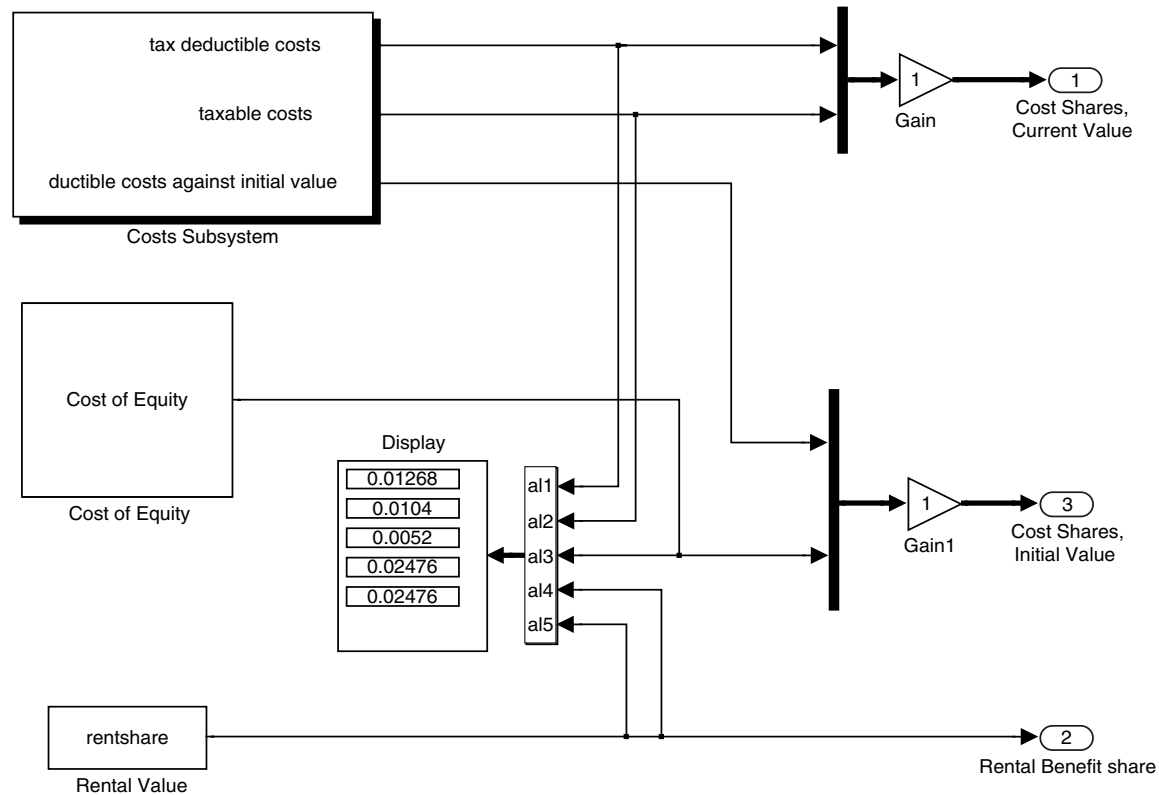 tax deductible costs
taxable costs
ductible costs against initial value
Costs Subsystem
1
Gain
1
Cost Shares,
Current Value
Cost of Equity
Cost of Equity
Display
0.01268
0.0104
0.0052
0.02476
0.02476
al1
al2
al3
al4
al5
1
Gain1
3
Cost Shares,
Initial Value
rentshare
Rental Value
2
Rental Benefit share